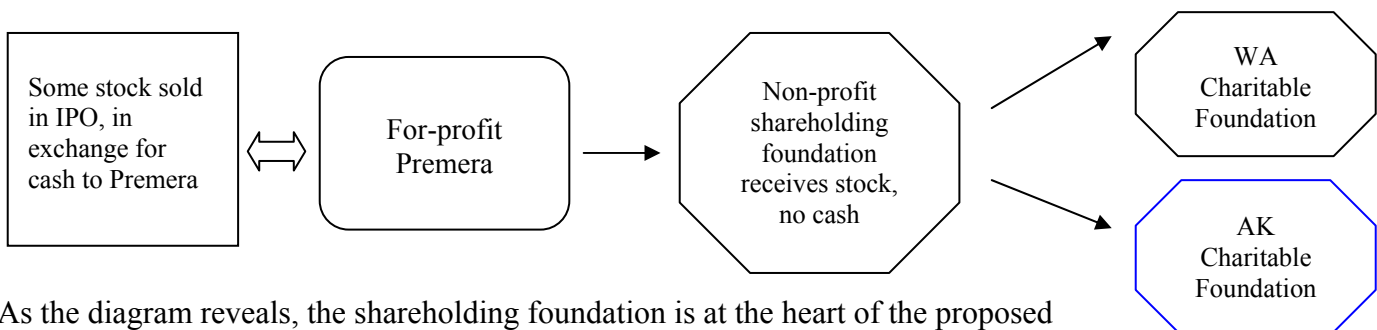 Some stock sold
in IPO, in
exchange for
cash to Premera
For-profit
Premera
Non-profit
shareholding
foundation
receives stock,
no cash
WA
Charitable
Foundation
AK
Charitable
Foundation
As the diagram reveals, the shareholding foundation is at the heart of the proposed